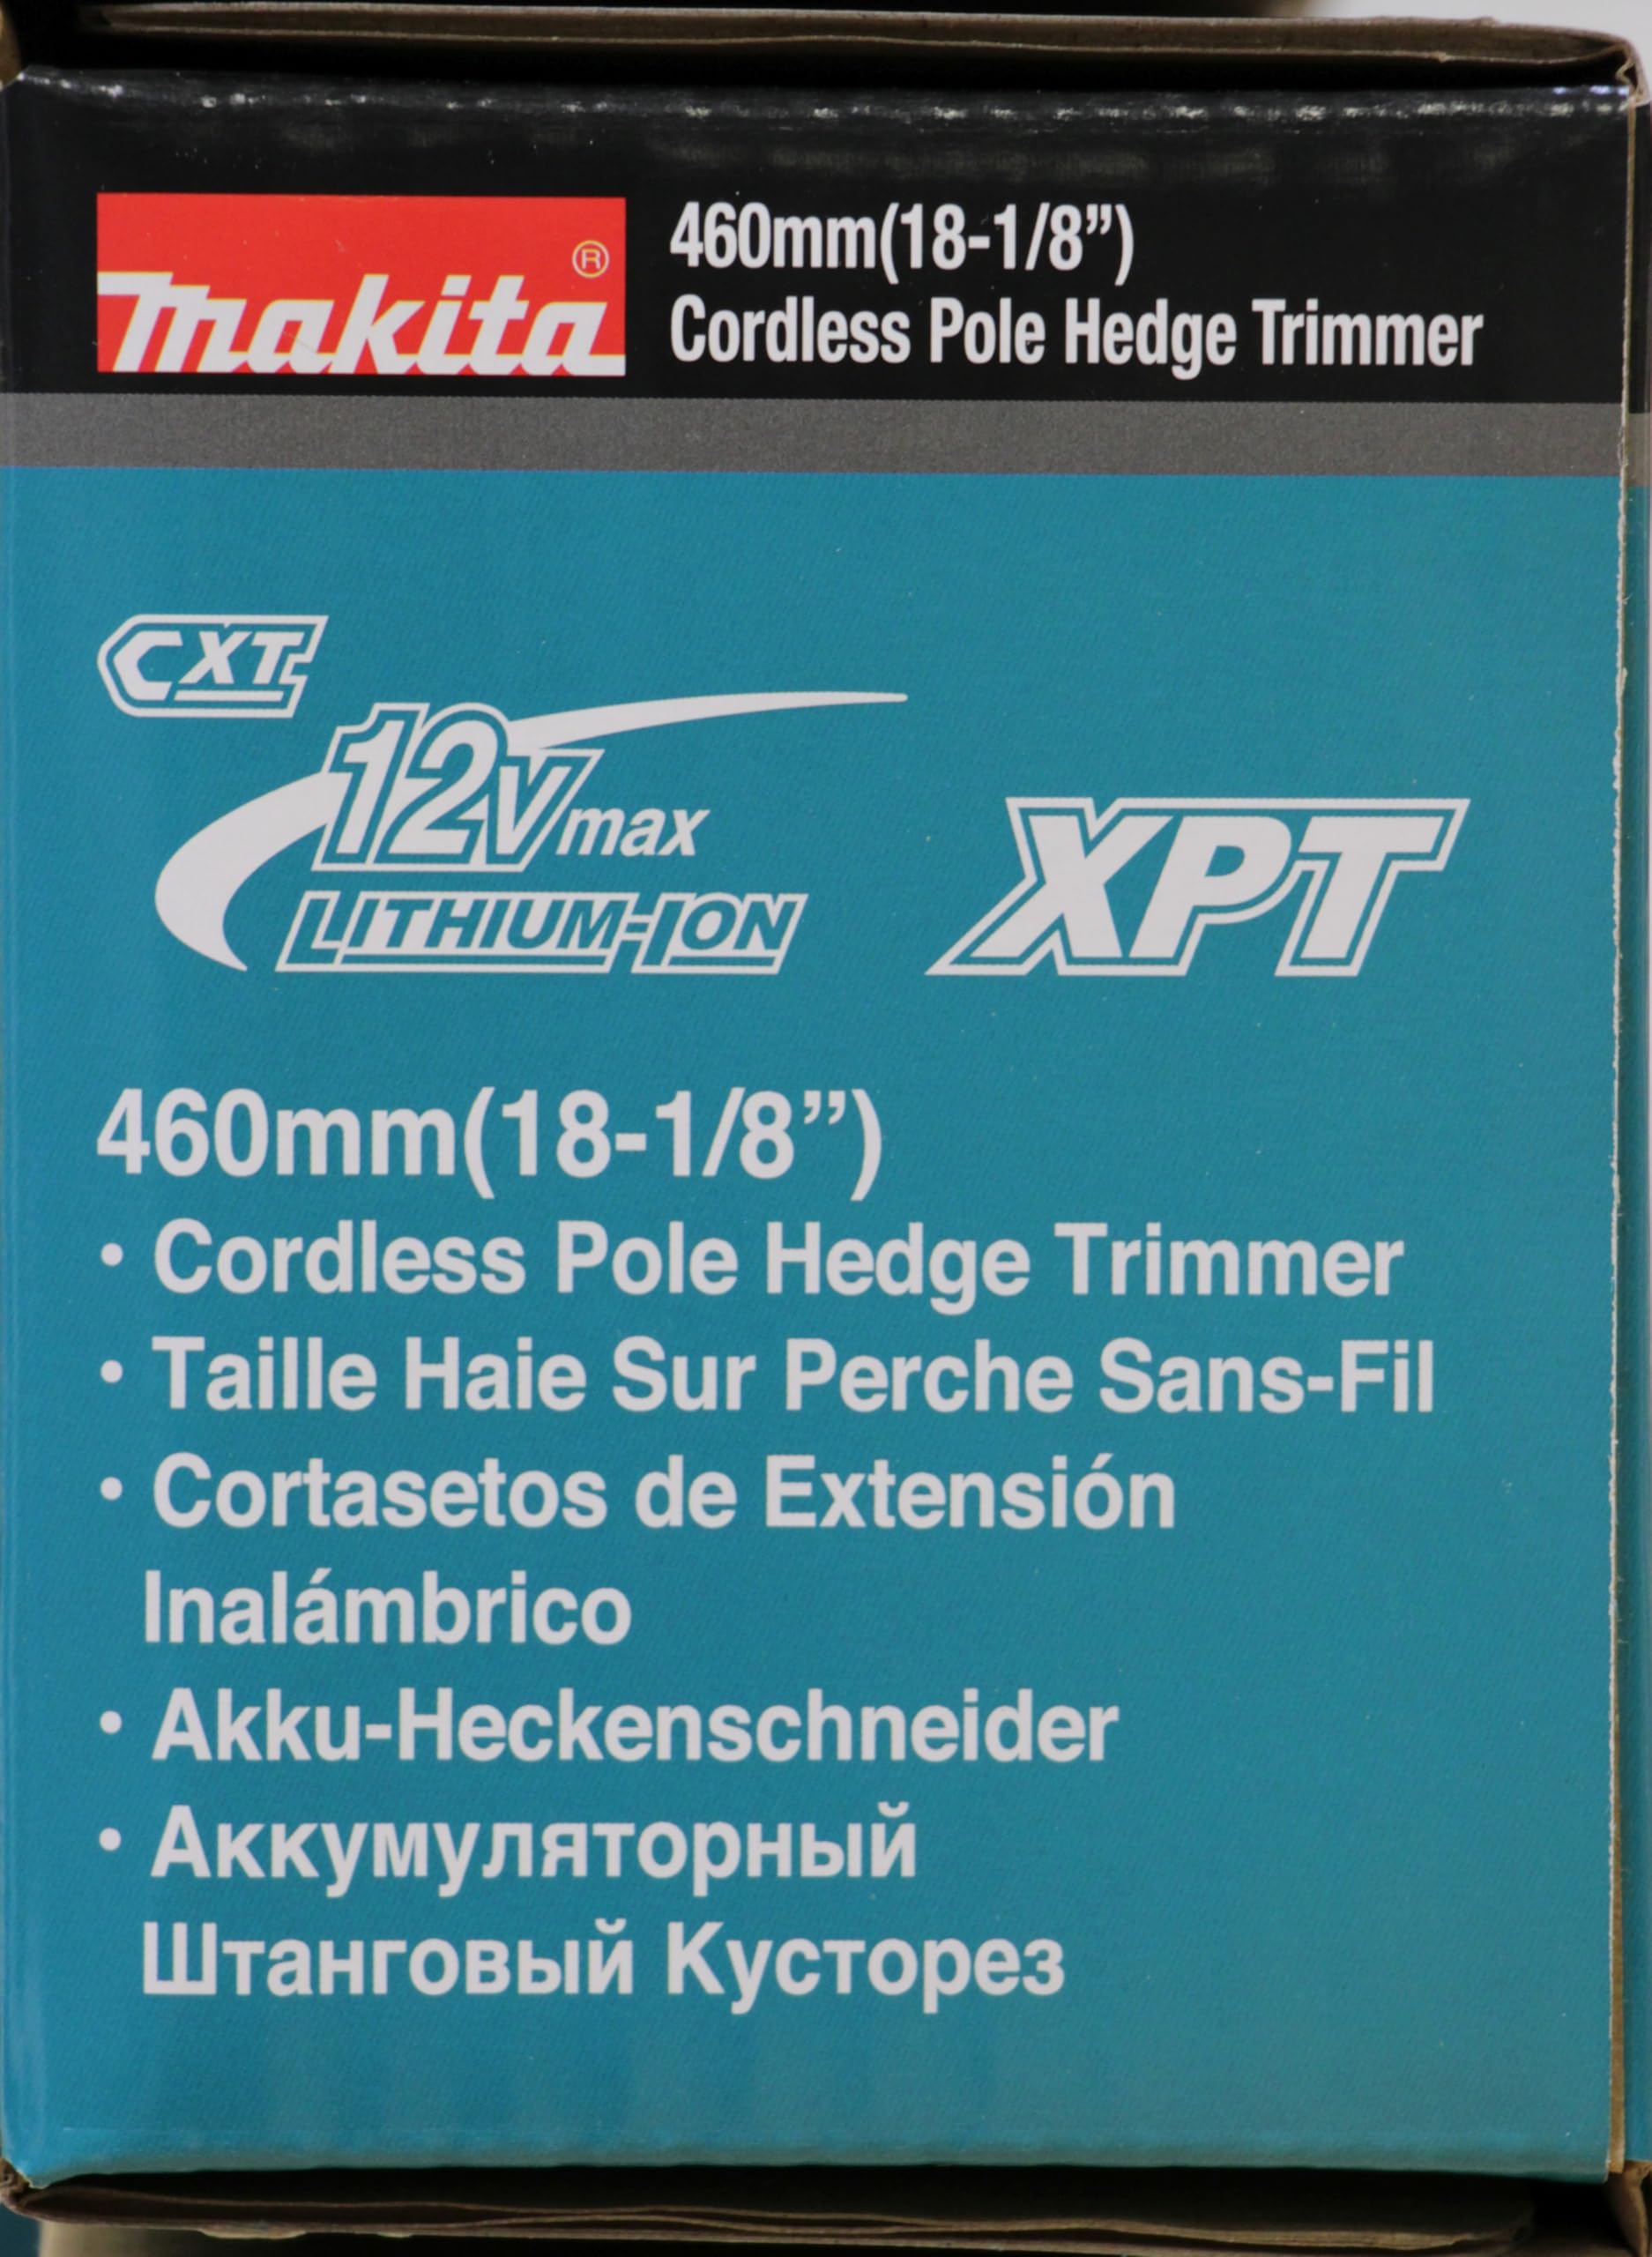 makita®
460mm(18-1/8”)
Cordless Pole Hedge Trimmer
CXT
12Vmax
LITHIUM-ION
XPT
460mm(18-1/8”)
• Cordless Pole Hedge Trimmer
• Taille Haie Sur Perche Sans-Fil
• Cortasetos de Extensión
Inalámbrico
• Akku-Heckenschneider
• Аккумуляторный
Штанговый Кусторез